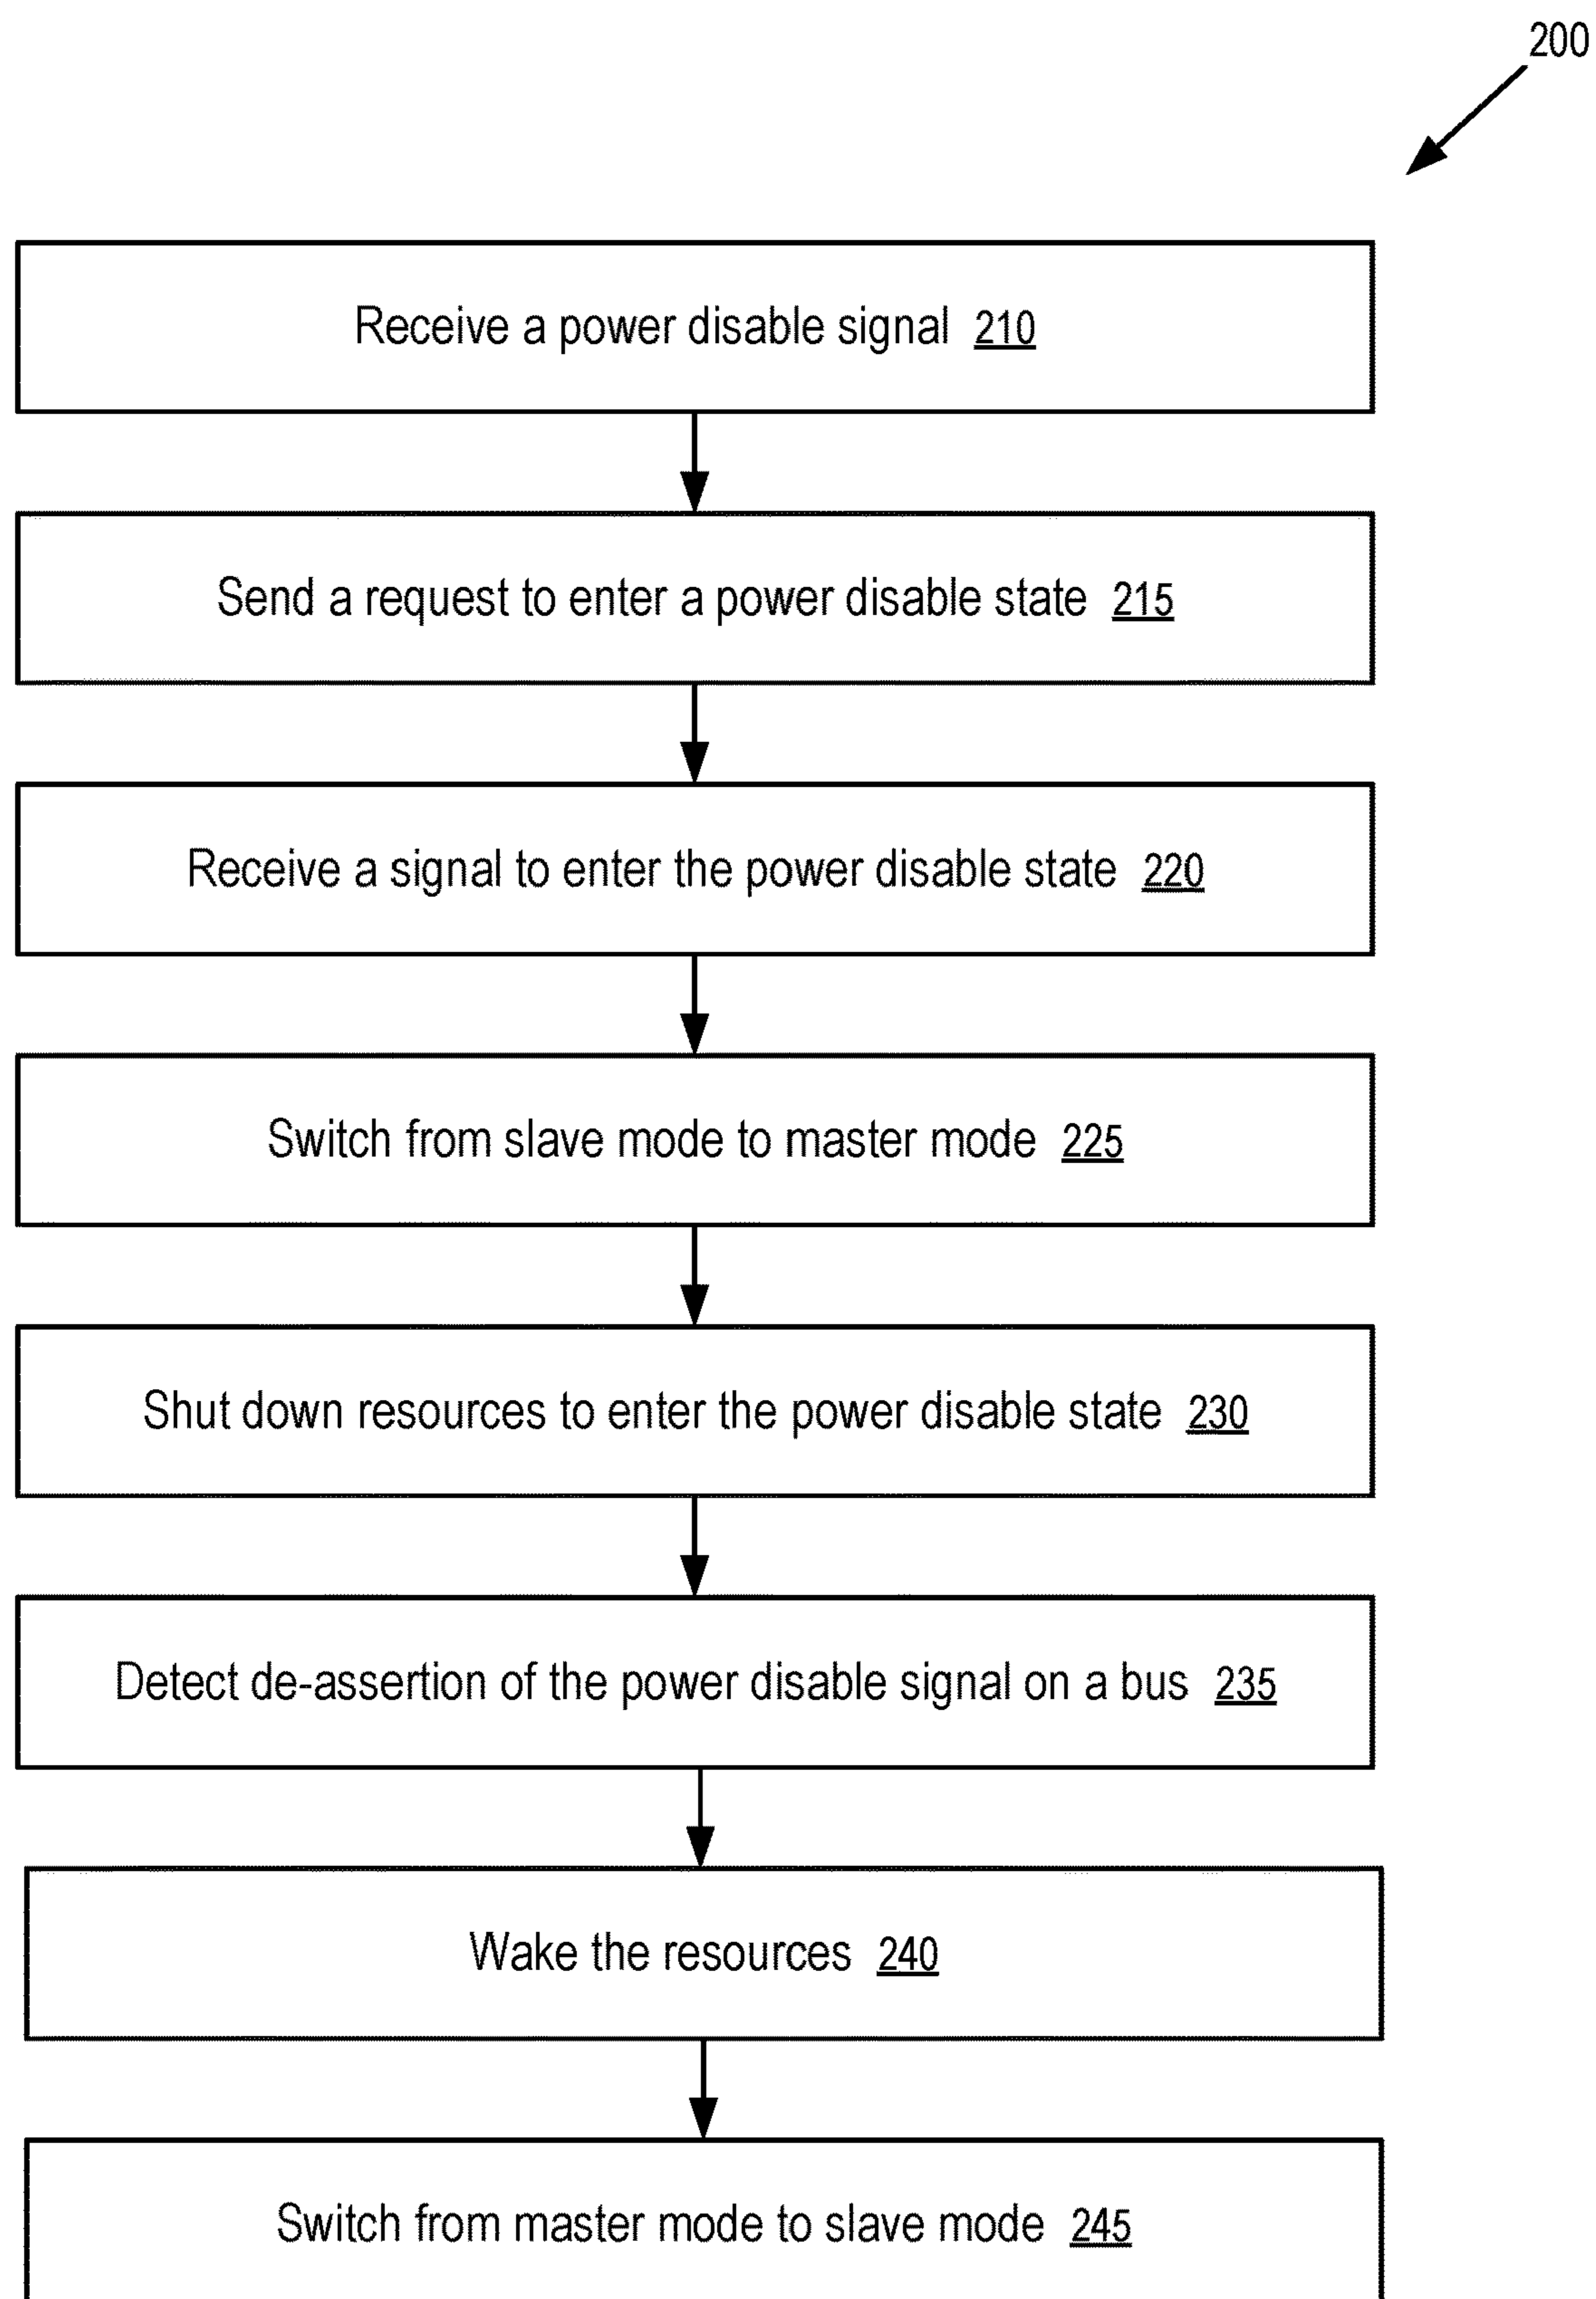 200
Receive a power disable signal 210
Send a request to enter a power disable state 215
Receive a signal to enter the power disable state 220
Switch from slave mode to master mode 225
Shut down resources to enter the power disable state 230
Detect de-assertion of the power disable signal on a bus 235
Wake the resources 240
Switch from master mode to slave mode 245